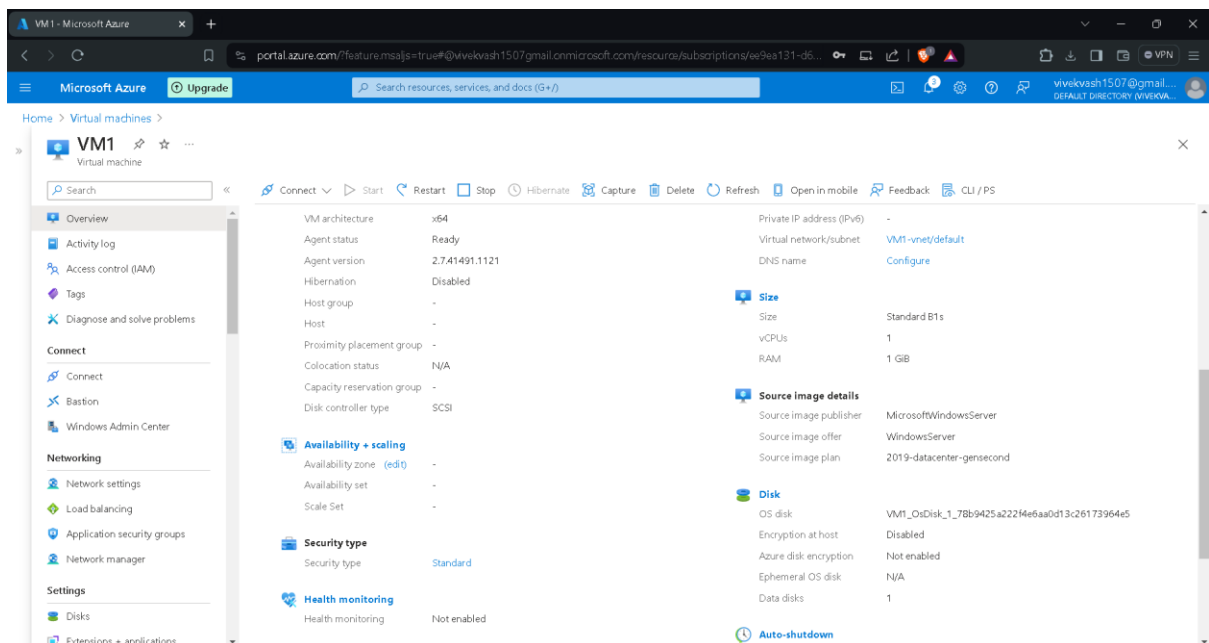 VM1 - Microsoft Azure
portal.azure.com/?feature.msaljs=true#@vivekvash1507gmail.onmicrosoft.com/resource/subscriptions/ee9ea131-d6...
VPN
Microsoft Azure
Upgrade
Search resources, services, and docs (G+/)
3
vivekvash1507@gmail....
DEFAULT DIRECTORY (VIVEKVA...
Home > Virtual machines >
VM1
Virtual machine
Search
Overview
Activity log
Access control (IAM)
Tags
Diagnose and solve problems
Connect
Connect
Bastion
Windows Admin Center
Networking
Network settings
Load balancing
Application security groups
Network manager
Settings
Disks
Extensions + applications
Connect Start Restart Stop Hibernate Capture Delete Refresh Open in mobile Feedback CLI / PS
VM architecture x64
Agent status Ready
Agent version 2.7.41491.1121
Hibernation Disabled
Host group -
Host -
Proximity placement group -
Colocation status N/A
Capacity reservation group -
Disk controller type SCSI
Availability + scaling
Availability zone (edit) -
Availability set -
Scale Set -
Security type
Security type Standard
Health monitoring
Health monitoring Not enabled
Private IP address (IPv6) -
Virtual network/subnet VM1-vnet/default
DNS name Configure
Size
Size Standard B1s
vCPUs 1
RAM 1 GiB
Source image details
Source image publisher MicrosoftWindowsServer
Source image offer WindowsServer
Source image plan 2019-datacenter-gensecond
Disk
OS disk VM1_OsDisk_1_78b9425a222f4e6aa0d13c26173964e5
Encryption at host Disabled
Azure disk encryption Not enabled
Ephemeral OS disk N/A
Data disks 1
Auto-shutdown